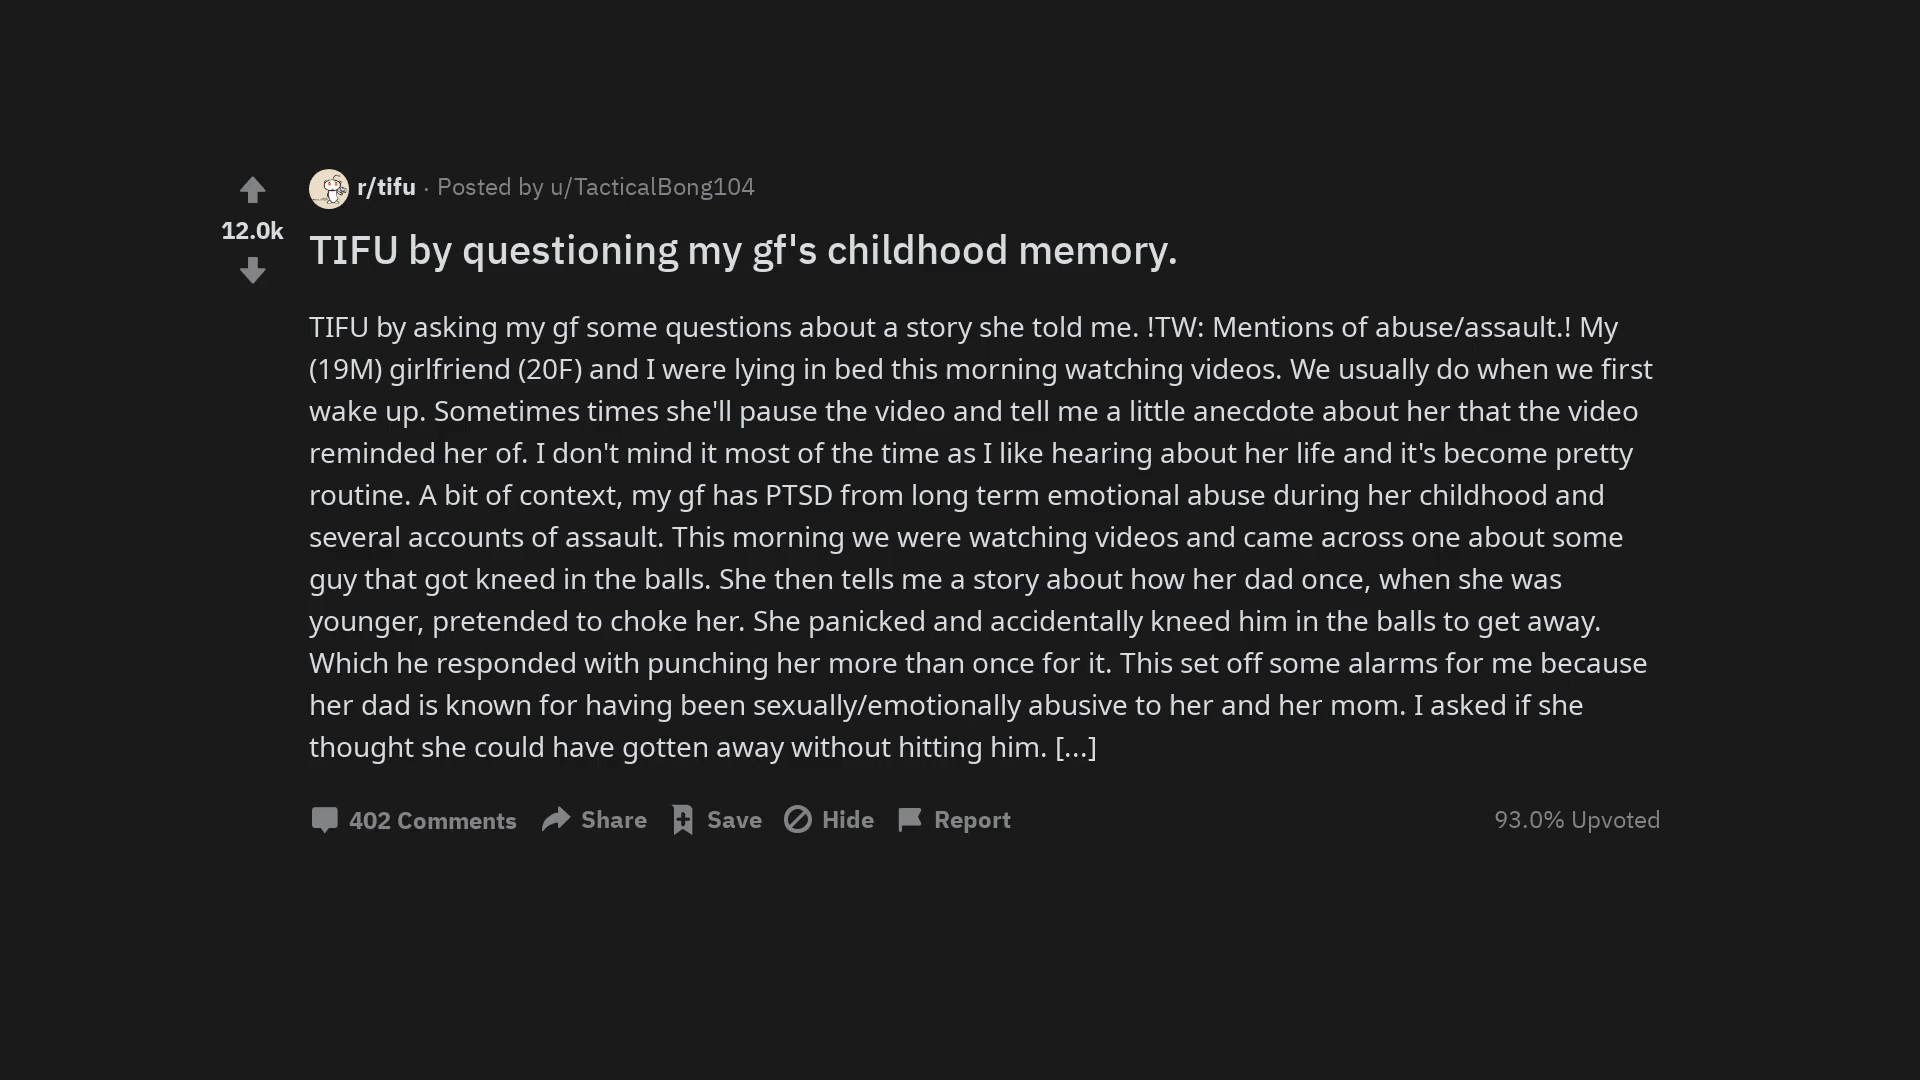 r/tifu · Posted by u/TacticalBong104
12.0k
TIFU by questioning my gf's childhood memory.
TIFU by asking my gf some questions about a story she told me. !TW: Mentions of abuse/assault.! My
(19M) girlfriend (20F) and I were lying in bed this morning watching videos. We usually do when we first
wake up. Sometimes times she'll pause the video and tell me a little anecdote about her that the video
reminded her of. I don't mind it most of the time as I like hearing about her life and it's become pretty
routine. A bit of context, my gf has PTSD from long term emotional abuse during her childhood and
several accounts of assault. This morning we were watching videos and came across one about some
guy that got kneed in the balls. She then tells me a story about how her dad once, when she was
younger, pretended to choke her. She panicked and accidentally kneed him in the balls to get away.
Which he responded with punching her more than once for it. This set off some alarms for me because
her dad is known for having been sexually/emotionally abusive to her and her mom. I asked if she
thought she could have gotten away without hitting him. [...]
402 Comments Share Save Hide Report 93.0% Upvoted